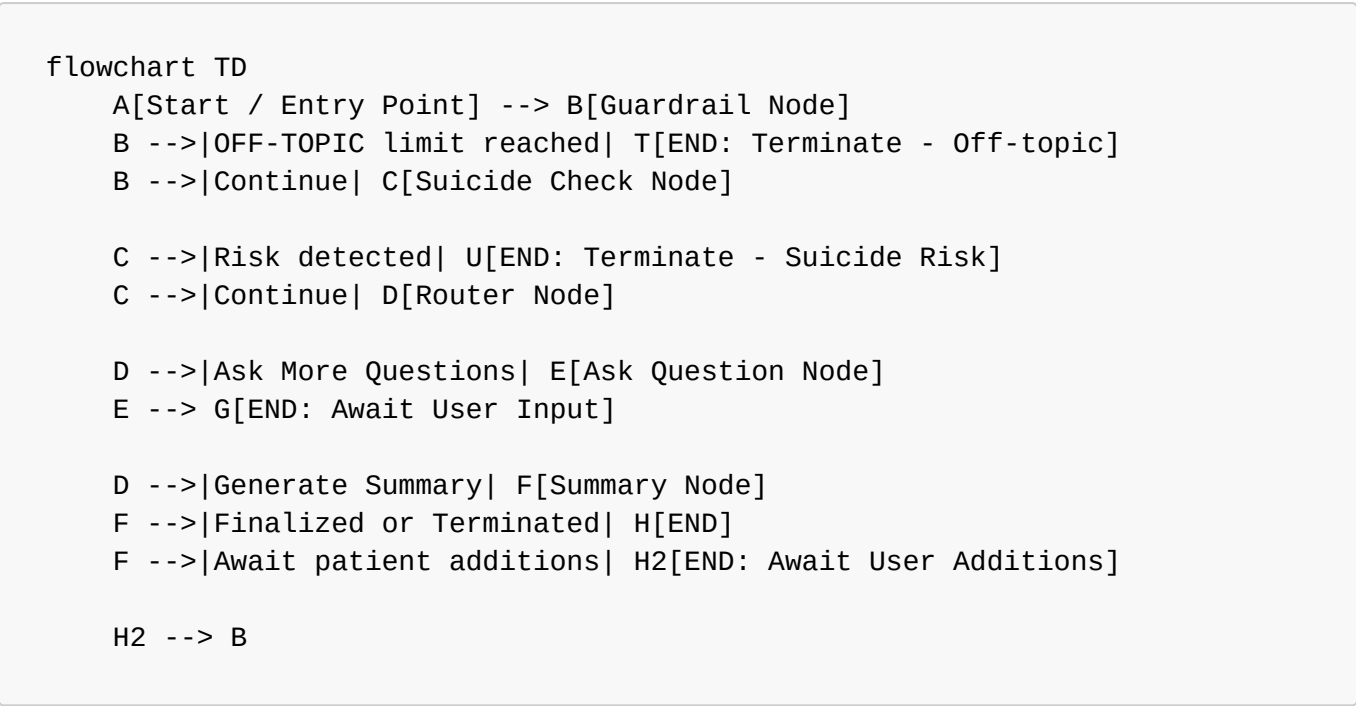 flowchart TD
A[Start / Entry Point] --> B[Guardrail Node]
B -->|OFF-TOPIC limit reached| T[END: Terminate - Off-topic]
B -->|Continue| C[Suicide Check Node]
C -->|Risk detected| U[END: Terminate - Suicide Risk]
C -->|Continue| D[Router Node]
D -->|Ask More Questions| E[Ask Question Node]
E --> G[END: Await User Input]
D -->|Generate Summary| F[Summary Node]
F -->|Finalized or Terminated| H[END]
F -->|Await patient additions| H2[END: Await User Additions]
H2 --> B